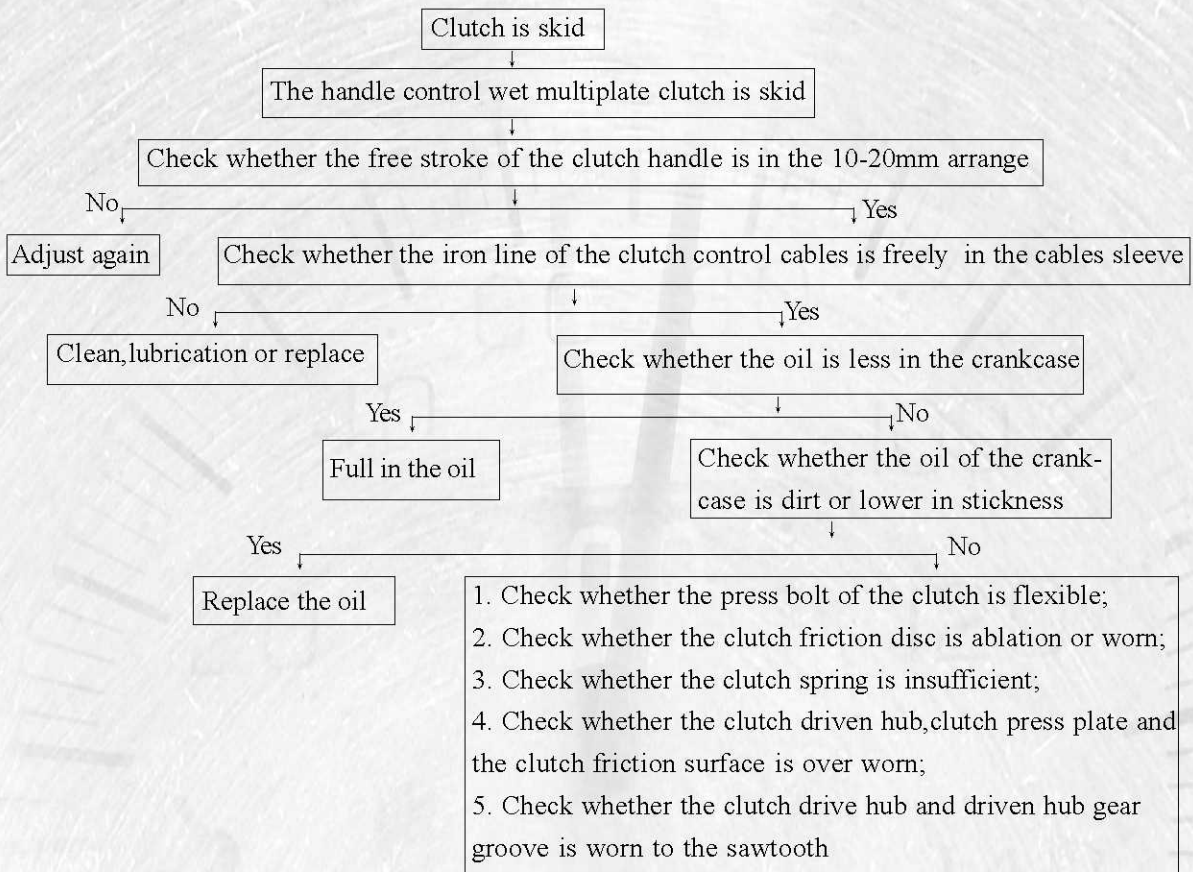 Clutch is skid
The handle control wet multiplate clutch is skid
Check whether the free stroke of the clutch handle is in the 10-20mm arrange
No
Yes
Adjust again
Check whether the iron line of the clutch control cables is freely in the cables sleeve
No
Yes
Clean,lubrication or replace
Check whether the oil is less in the crankcase
Yes
No
Full in the oil
Check whether the oil of the crank-
case is dirt or lower in stickness
Yes
No
Replace the oil
1. Check whether the press bolt of the clutch is flexible;
2. Check whether the clutch friction disc is ablation or worn;
3. Check whether the clutch spring is insufficient;
4. Check whether the clutch driven hub,clutch press plate and
the clutch friction surface is over worn;
5. Check whether the clutch drive hub and driven hub gear
groove is worn to the sawtooth